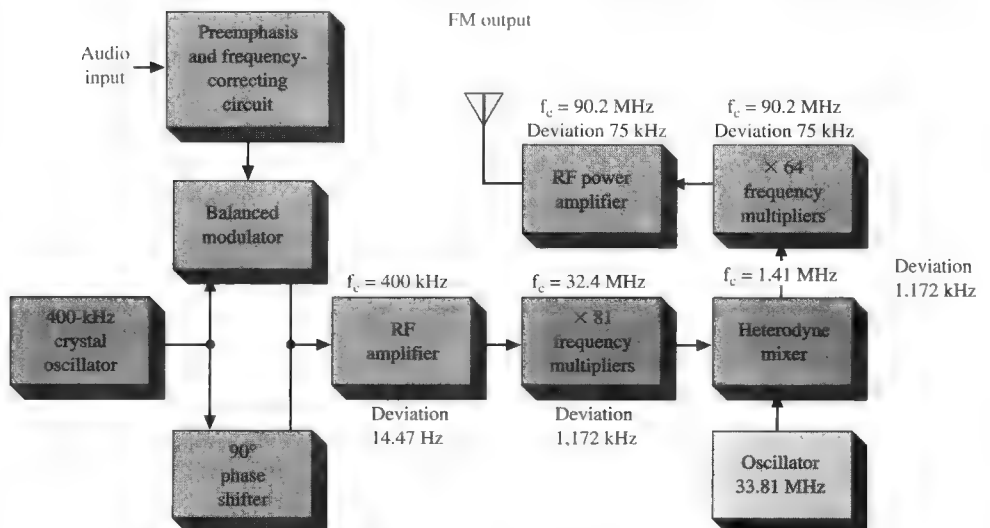 FM output
Audio
input
Preemphasis
and frequency-
correcting
circuit
Balanced
modulator
400-kHz
crystal
oscillator
90°
phase
shifter
f_c = 400 kHz
RF
amplifier
Deviation
14.47 Hz
f_c = 32.4 MHz
× 81
frequency
multipliers
Deviation
1,172 kHz
f_c = 1.41 MHz
Heterodyne
mixer
Oscillator
33.81 MHz
Deviation
1.172 kHz
f_c = 90.2 MHz
Deviation 75 kHz
× 64
frequency
multipliers
f_c = 90.2 MHz
Deviation 75 kHz
RF power
amplifier